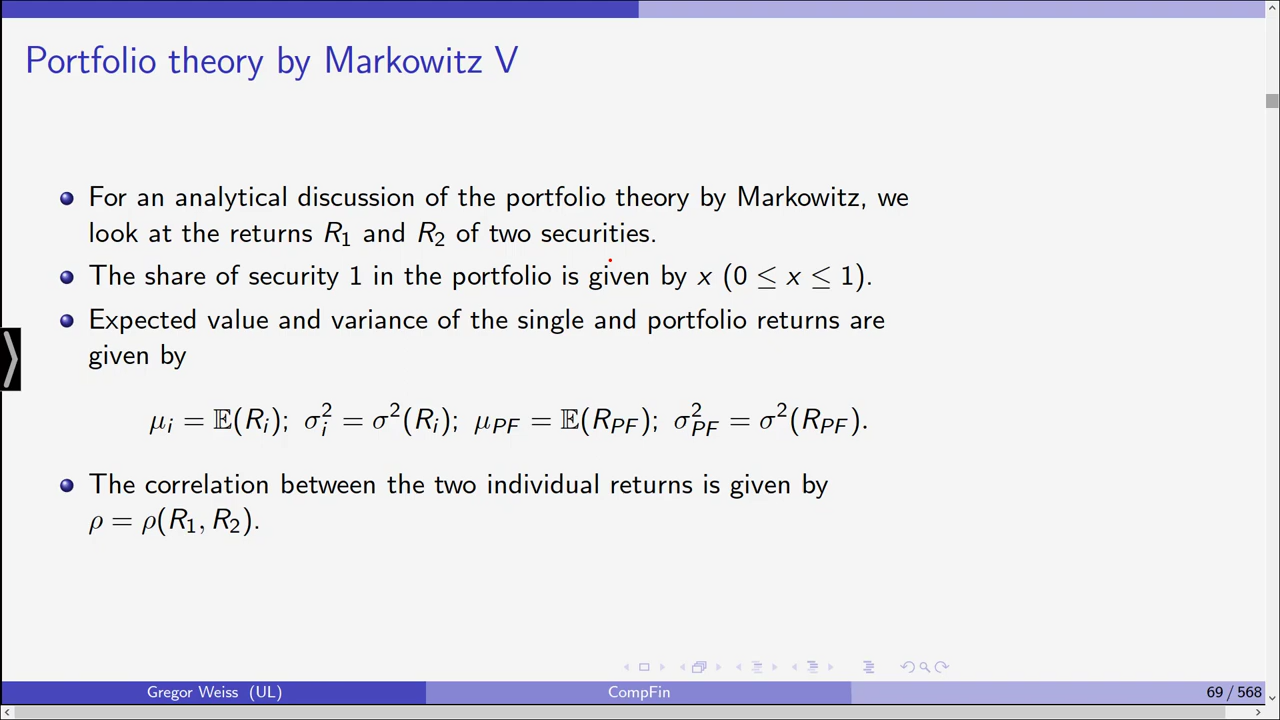 Portfolio theory by Markowitz V
For an analytical discussion of the portfolio theory by Markowitz, we
look at the returns R₁ and R₂ of two securities.
The share of security 1 in the portfolio is given by x (0 ≤ x ≤ 1).
Expected value and variance of the single and portfolio returns are
given by
μᵢ = 𝔼(Rᵢ); σᵢ² = σ²(Rᵢ); μ_PF = 𝔼(R_PF); σ²_PF = σ²(R_PF).
The correlation between the two individual returns is given by
ρ = ρ(R₁, R₂).
Gregor Weiss (UL) CompFin 69 / 568